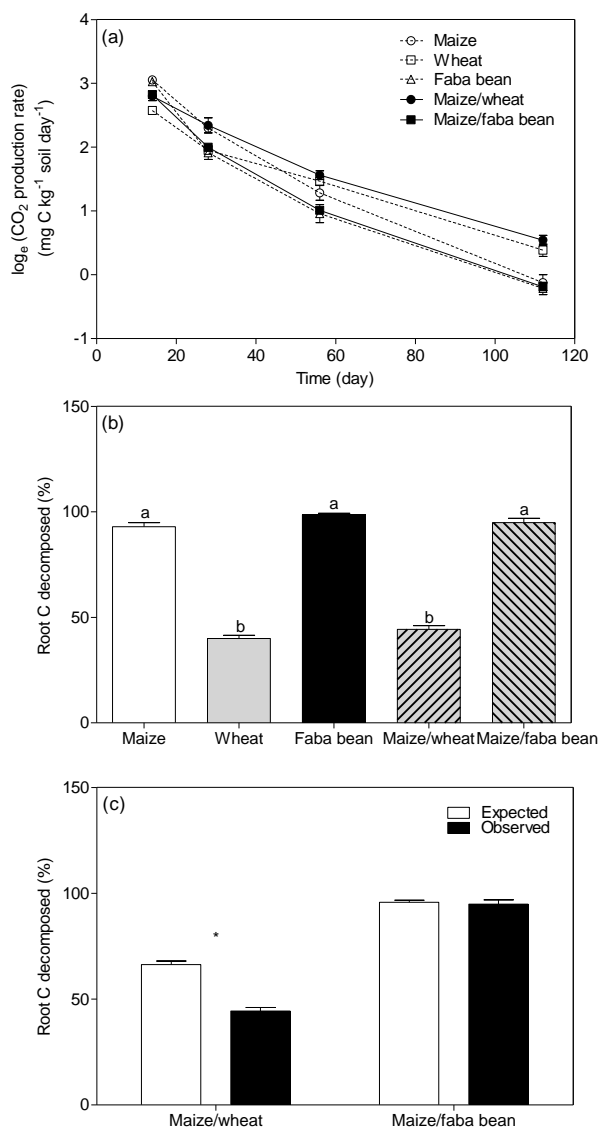 (a)
Maize
Wheat
Faba bean
Maize/wheat
Maize/faba bean
logₑ (CO₂ production rate)
(mg C kg⁻¹ soil day⁻¹)
4
3
2
1
0
-1
0 20 40 60 80 100 120
Time (day)
(b)
Root C decomposed (%)
150
100
50
0
a b a b a
Maize Wheat Faba bean Maize/wheat Maize/faba bean
(c)
Expected
Observed
Root C decomposed (%)
150
100
50
0
*
Maize/wheat Maize/faba bean